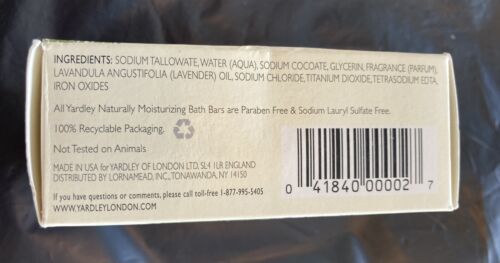 INGREDIENTS: SODIUM TALLOWATE, WATER (AQUA), SODIUM COCOATE, GLYCERIN, FRAGRANCE (PARFUM),
LAVANDULA ANGUSTIFOLIA (LAVENDER) OIL, SODIUM CHLORIDE, TITANIUM DIOXIDE, TETRASODIUM EDTA,
IRON OXIDES
All Yardley Naturally Moisturizing Bath Bars are Paraben Free & Sodium Lauryl Sulfate Free.
100% Recyclable Packaging.
Not Tested on Animals
MADE IN USA for YARDLEY OF LONDON LTD, SL4 1LR ENGLAND
DISTRIBUTED BY LORNAMEAD, INC., TONAWANDA, NY 14150
If you have questions or comments, please call toll-free 1-877-995-5405
WWW.YARDLEYLONDON.COM
0 41840 00002 7